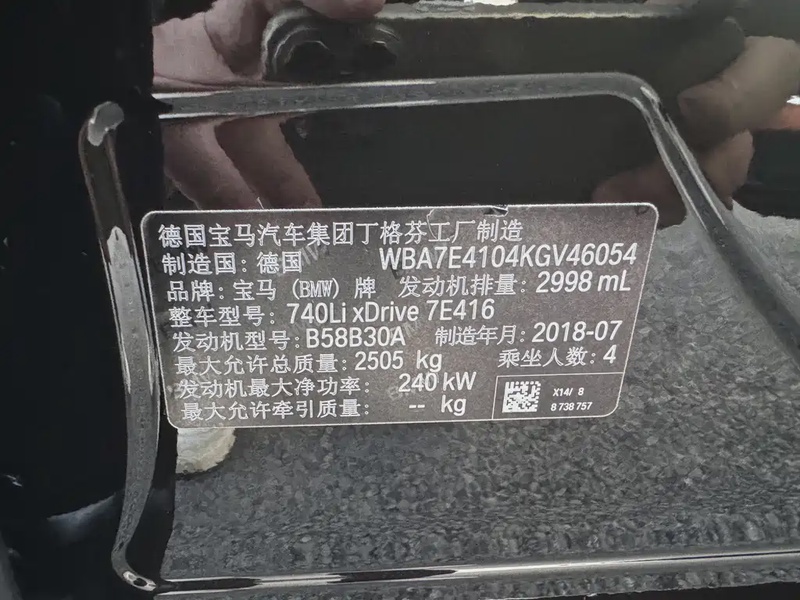 德国宝马汽车集团丁格芬工厂制造
制造国: 德国 WBA7E4104KGV46054
品牌: 宝马 (BMW) 牌 发动机排量: 2998 mL
整车型号: 740Li xDrive 7E416
发动机型号: B58B30A 制造年月: 2018-07
最大允许总质量: 2505 kg 乘坐人数: 4
发动机最大净功率: 240 kW
最大允许牵引质量: -- kg
X14/ 8
8 738 757